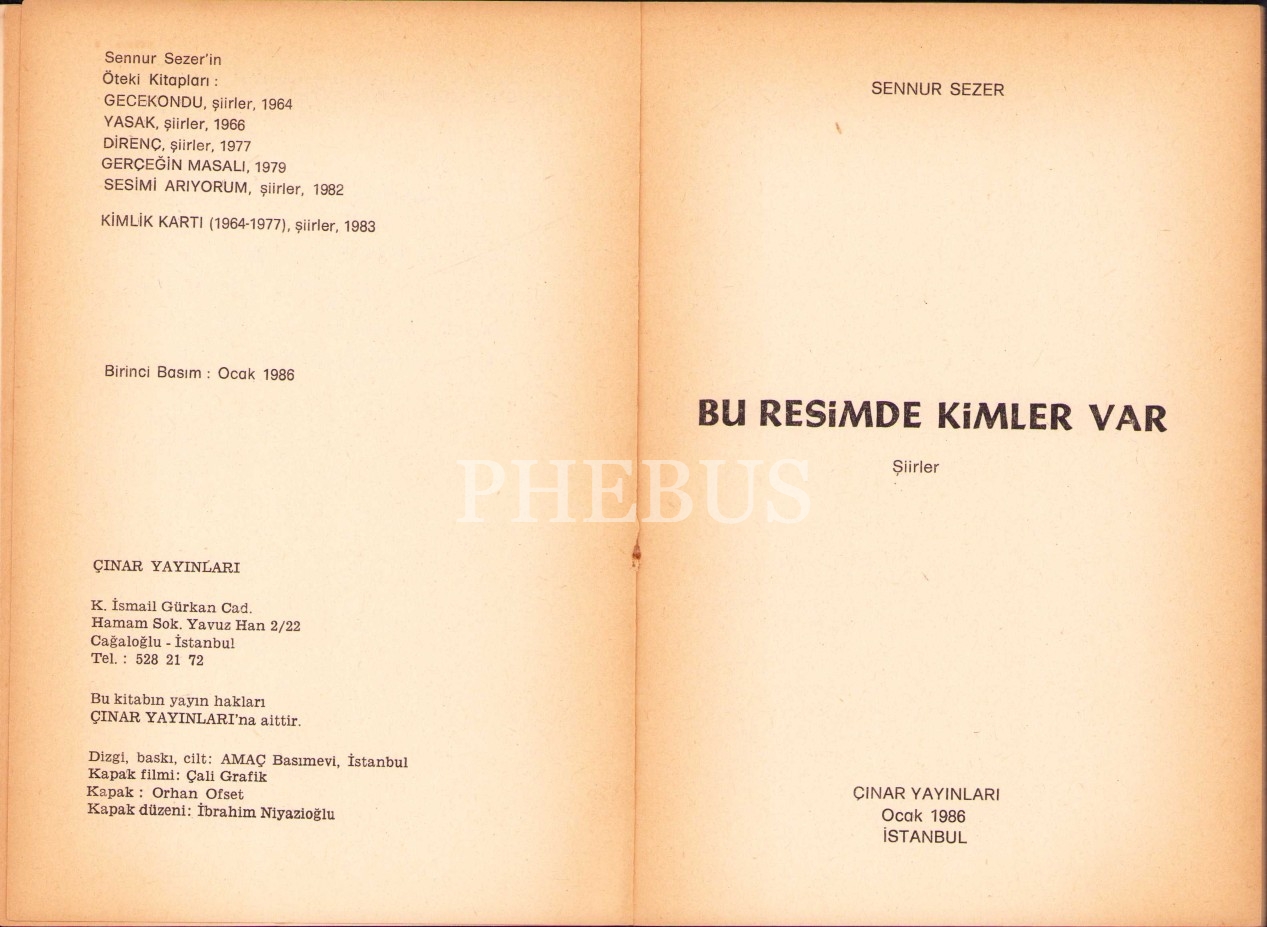 Sennur Sezer'in
Öteki Kitapları :
GECEKONDU, şiirler, 1964
YASAK, şiirler, 1966
DİRENÇ, şiirler, 1977
GERÇEĞİN MASALI, 1979
SESİMİ ARIYORUM, şiirler, 1982
KİMLİK KARTI (1964-1977), şiirler, 1983
Birinci Basım : Ocak 1986
ÇINAR YAYINLARI
K. İsmail Gürkan Cad.
Hamam Sok. Yavuz Han 2/22
Cağaloğlu - İstanbul
Tel. : 528 21 72
Bu kitabın yayın hakları
ÇINAR YAYINLARI'na aittir.
Dizgi, baskı, cilt: AMAÇ Basımevi, İstanbul
Kapak filmi: Çali Grafik
Kapak : Orhan Ofset
Kapak düzeni: İbrahim Niyazioğlu
SENNUR SEZER
BU RESiMDE KiMLER VAR
Şiirler
ÇINAR YAYINLARI
Ocak 1986
İSTANBUL
PHEBUS